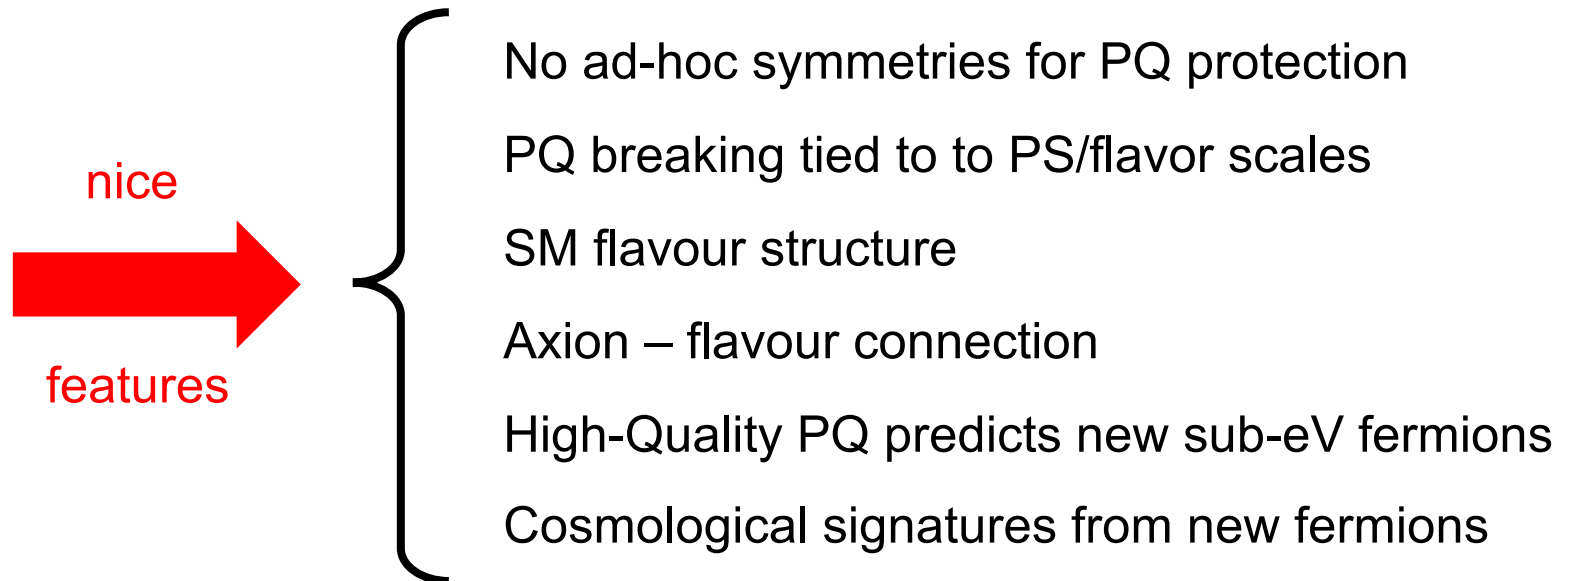 nice
features
No ad-hoc symmetries for PQ protection
PQ breaking tied to to PS/flavor scales
SM flavour structure
Axion – flavour connection
High-Quality PQ predicts new sub-eV fermions
Cosmological signatures from new fermions